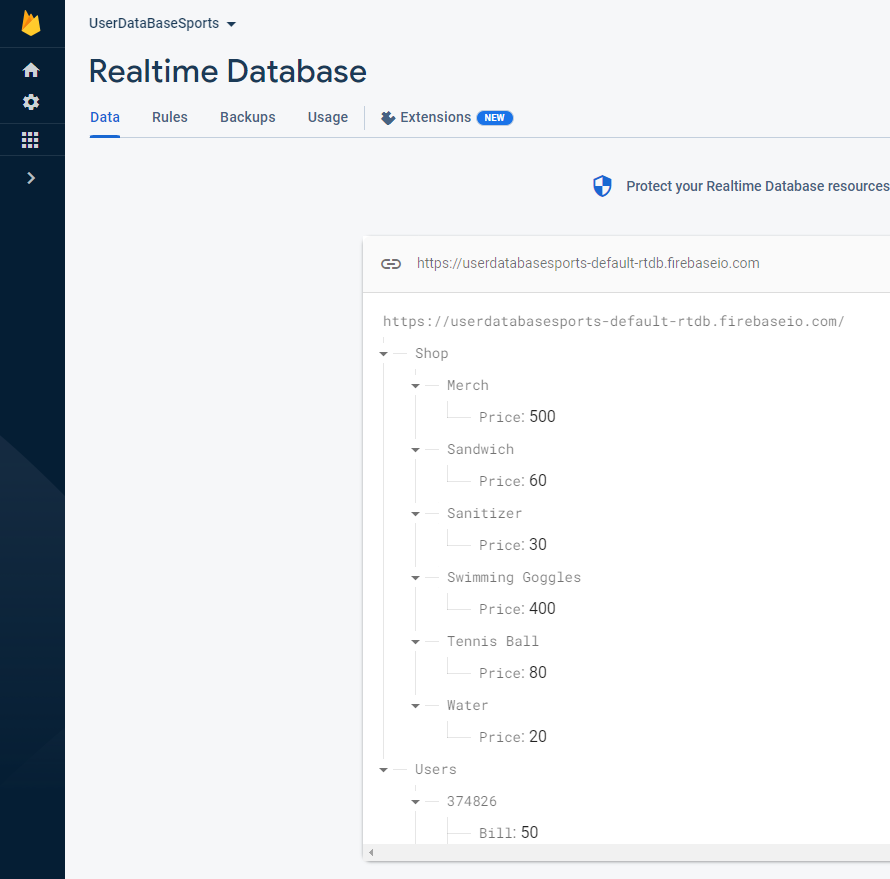 UserDataBaseSports
Realtime Database
Data Rules Backups Usage Extensions NEW
Protect your Realtime Database resources
https://userdatabasesports-default-rtdb.firebaseio.com
https://userdatabasesports-default-rtdb.firebaseio.com/
Shop
Merch
Price: 500
Sandwich
Price: 60
Sanitizer
Price: 30
Swimming Goggles
Price: 400
Tennis Ball
Price: 80
Water
Price: 20
Users
374826
Bill: 50